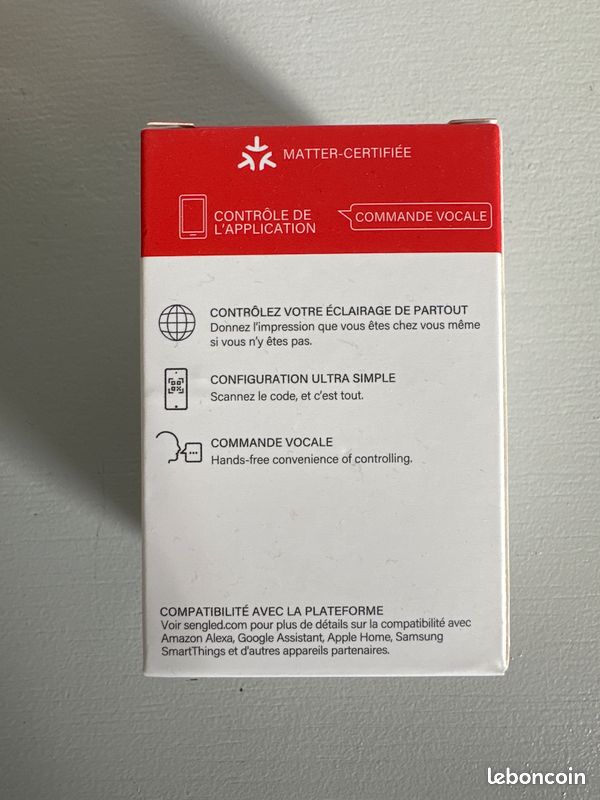 MATTER-CERTIFIÉE
CONTRÔLE DE
L'APPLICATION
COMMANDE VOCALE
CONTRÔLEZ VOTRE ÉCLAIRAGE DE PARTOUT
Donnez l'impression que vous êtes chez vous même
si vous n'y êtes pas.
CONFIGURATION ULTRA SIMPLE
Scannez le code, et c'est tout.
COMMANDE VOCALE
Hands-free convenience of controlling.
COMPATIBILITÉ AVEC LA PLATEFORME
Voir sengled.com pour plus de détails sur la compatibilité avec
Amazon Alexa, Google Assistant, Apple Home, Samsung
SmartThings et d'autres appareils partenaires.
leboncoin